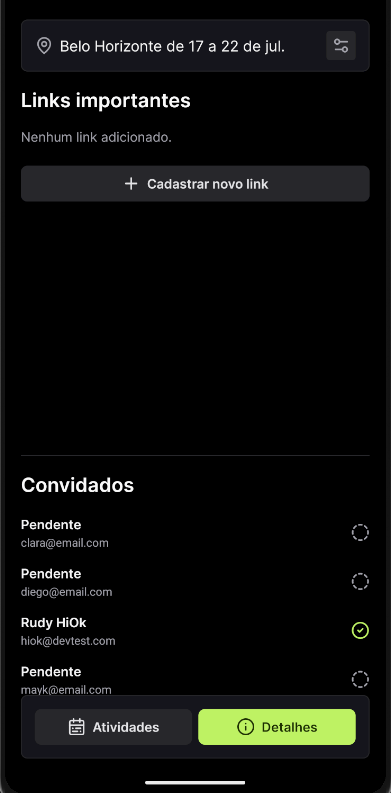 Belo Horizonte de 17 a 22 de jul.
Links importantes
Nenhum link adicionado.
Cadastrar novo link
Convidados
Pendente
clara@email.com
Pendente
diego@email.com
Rudy HiOk
hiok@devtest.com
Pendente
mayk@email.com
Atividades
Detalhes